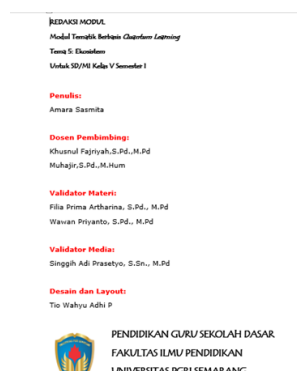 REDAKSI MODUL
Modul Tematik Berbasis Quantum Learning
Tema 5: Ekosistem
Untuk SD/MI Kelas V Semester I
Penulis:
Amara Sasmita
Dosen Pembimbing:
Khusnul Fajriyah,S.Pd.,M.Pd
Muhajir,S.Pd.,M.Hum
Validator Materi:
Filia Prima Artharina, S.Pd., M.Pd
Wawan Priyanto, S.Pd., M.Pd
Validator Media:
Singgih Adi Prasetyo, S.Sn., M.Pd
Desain dan Layout:
Tio Wahyu Adhi P
PENDIDIKAN GURU SEKOLAH DASAR
FAKULTAS ILMU PENDIDIKAN
UNIVERSITAS PGRI SEMARANG